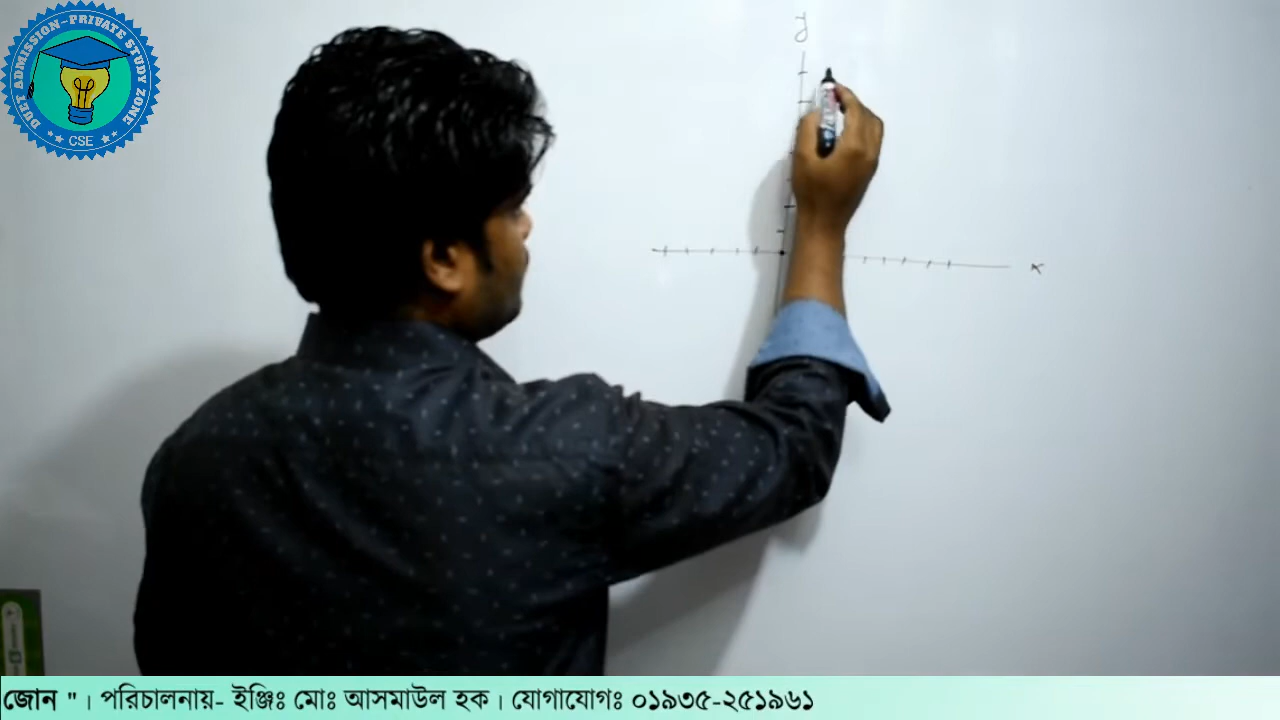 DUET ADMISSION-PRIVATE STUDY ZONE
CSE
y
x
জোন "। পরিচালনায়- ইঞ্জিঃ মোঃ আসমাউল হক। যোগাযোগঃ ০১৯৩৫-২৫১৯৬১